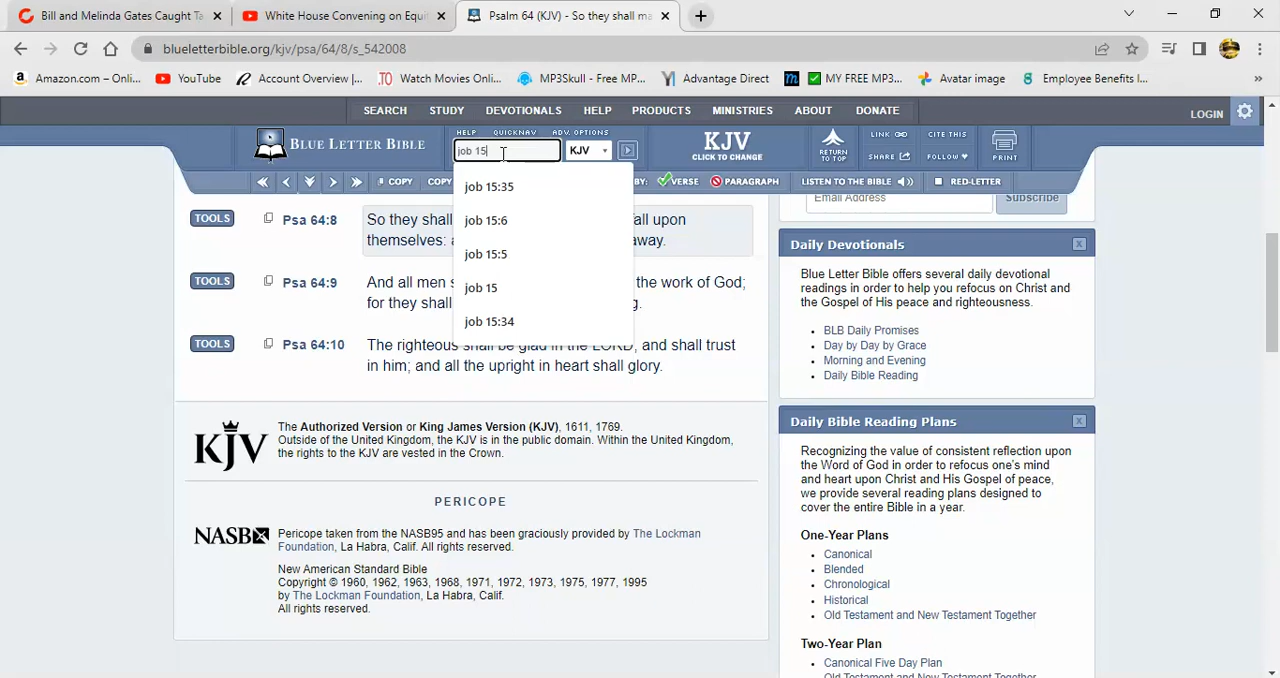 Bill and Melinda Gates Caught Ta
White House Convening on Equi
Psalm 64 (KJV) - So they shall ma
blueletterbible.org/kjv/psa/64/8/s_542008
Amazon.com – Onli...
YouTube
Account Overview |...
Watch Movies Onli...
MP3Skull - Free MP...
Advantage Direct
MY FREE MP3...
Avatar image
Employee Benefits I...
SEARCH STUDY DEVOTIONALS HELP PRODUCTS MINISTRIES ABOUT DONATE
LOGIN
HELP QUICKNAV ADV. OPTIONS
BLUE LETTER BIBLE
job 15
KJV
KJV
CLICK TO CHANGE
RETURN
TO TOP
LINK
SHARE
CITE THIS
FOLLOW
PRINT
COPY
COPY
BY:
VERSE
PARAGRAPH
LISTEN TO THE BIBLE
RED-LETTER
job 15:35
job 15:6
job 15:5
job 15
job 15:34
TOOLS
Psa 64:8
So they shall
fall upon
themselves: a
away.
TOOLS
Psa 64:9
And all men s
the work of God;
for they shall
g.
TOOLS
Psa 64:10
The righteous shall be glad in the LORD, and shall trust
in him; and all the upright in heart shall glory.
KJV
The Authorized Version or King James Version (KJV), 1611, 1769.
Outside of the United Kingdom, the KJV is in the public domain. Within the United Kingdom,
the rights to the KJV are vested in the Crown.
PERICOPE
NASB
Pericope taken from the NASB95 and has been graciously provided by The Lockman
Foundation, La Habra, Calif. All rights reserved.
New American Standard Bible
Copyright © 1960, 1962, 1963, 1968, 1971, 1972, 1973, 1975, 1977, 1995
by The Lockman Foundation, La Habra, Calif.
All rights reserved.
Email Address
Subscribe
Daily Devotionals
Blue Letter Bible offers several daily devotional
readings in order to help you refocus on Christ and
the Gospel of His peace and righteousness.
BLB Daily Promises
Day by Day by Grace
Morning and Evening
Daily Bible Reading
Daily Bible Reading Plans
Recognizing the value of consistent reflection upon
the Word of God in order to refocus one's mind
and heart upon Christ and His Gospel of peace,
we provide several reading plans designed to
cover the entire Bible in a year.
One-Year Plans
Canonical
Blended
Chronological
Historical
Old Testament and New Testament Together
Two-Year Plan
Canonical Five Day Plan